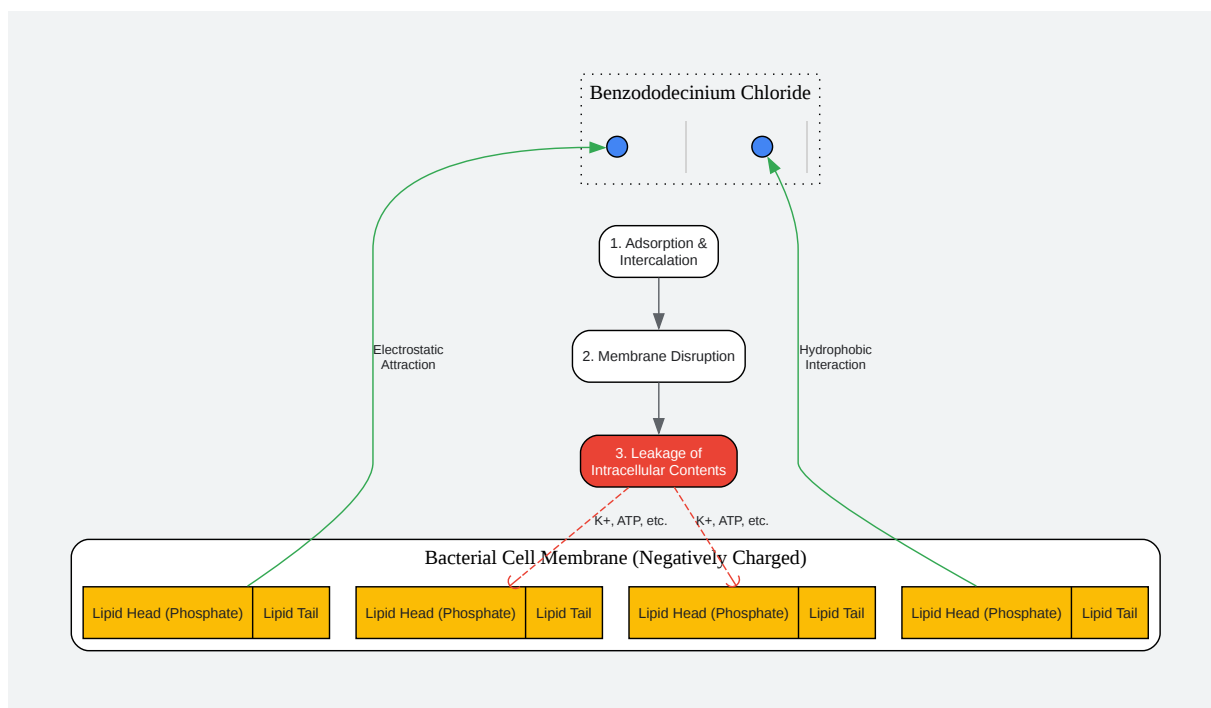 Benzododecinium Chloride
1. Adsorption &
Intercalation
2. Membrane Disruption
Electrostatic
Attraction
Hydrophobic
Interaction
3. Leakage of
Intracellular Contents
K+, ATP, etc.
K+, ATP, etc.
Bacterial Cell Membrane (Negatively Charged)
Lipid Head (Phosphate)
Lipid Tail
Lipid Head (Phosphate)
Lipid Tail
Lipid Head (Phosphate)
Lipid Tail
Lipid Head (Phosphate)
Lipid Tail